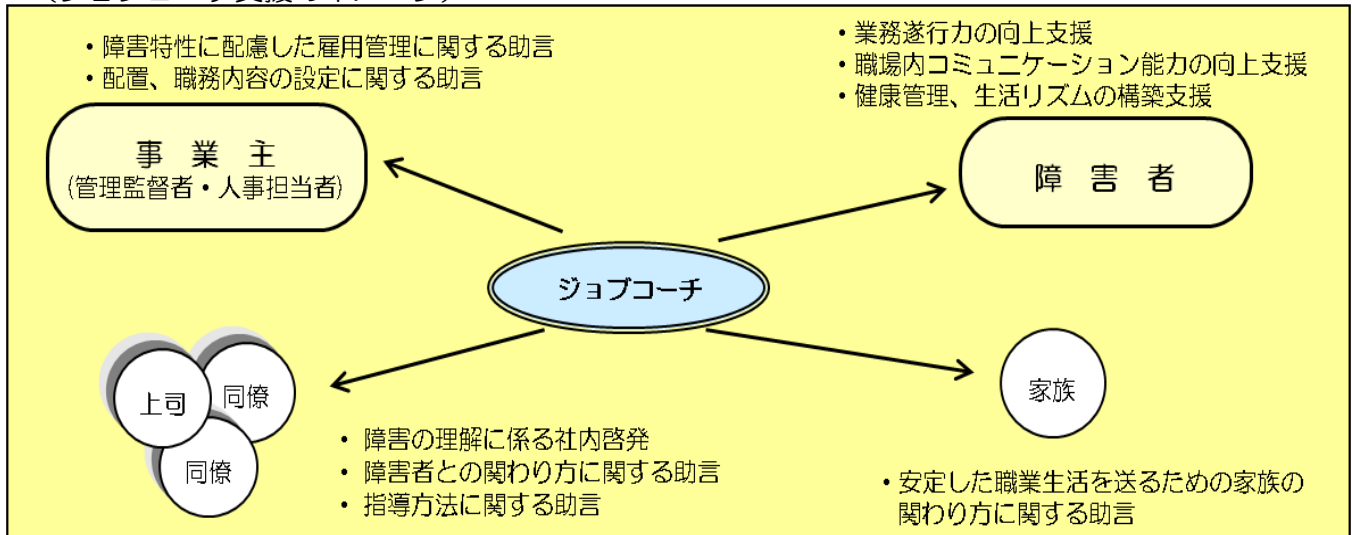 ・障害特性に配慮した雇用管理に関する助言
・配置、職務内容の設定に関する助言
・業務遂行力の向上支援
・職場内コミュニケーション能力の向上支援
・健康管理、生活リズムの構築支援
事 業 主
(管理監督者・人事担当者)
障 害 者
ジョブコーチ
上司
同僚
同僚
家族
・ 障害の理解に係る社内啓発
・ 障害者との関わり方に関する助言
・ 指導方法に関する助言
・安定した職業生活を送るための家族の
関わり方に関する助言